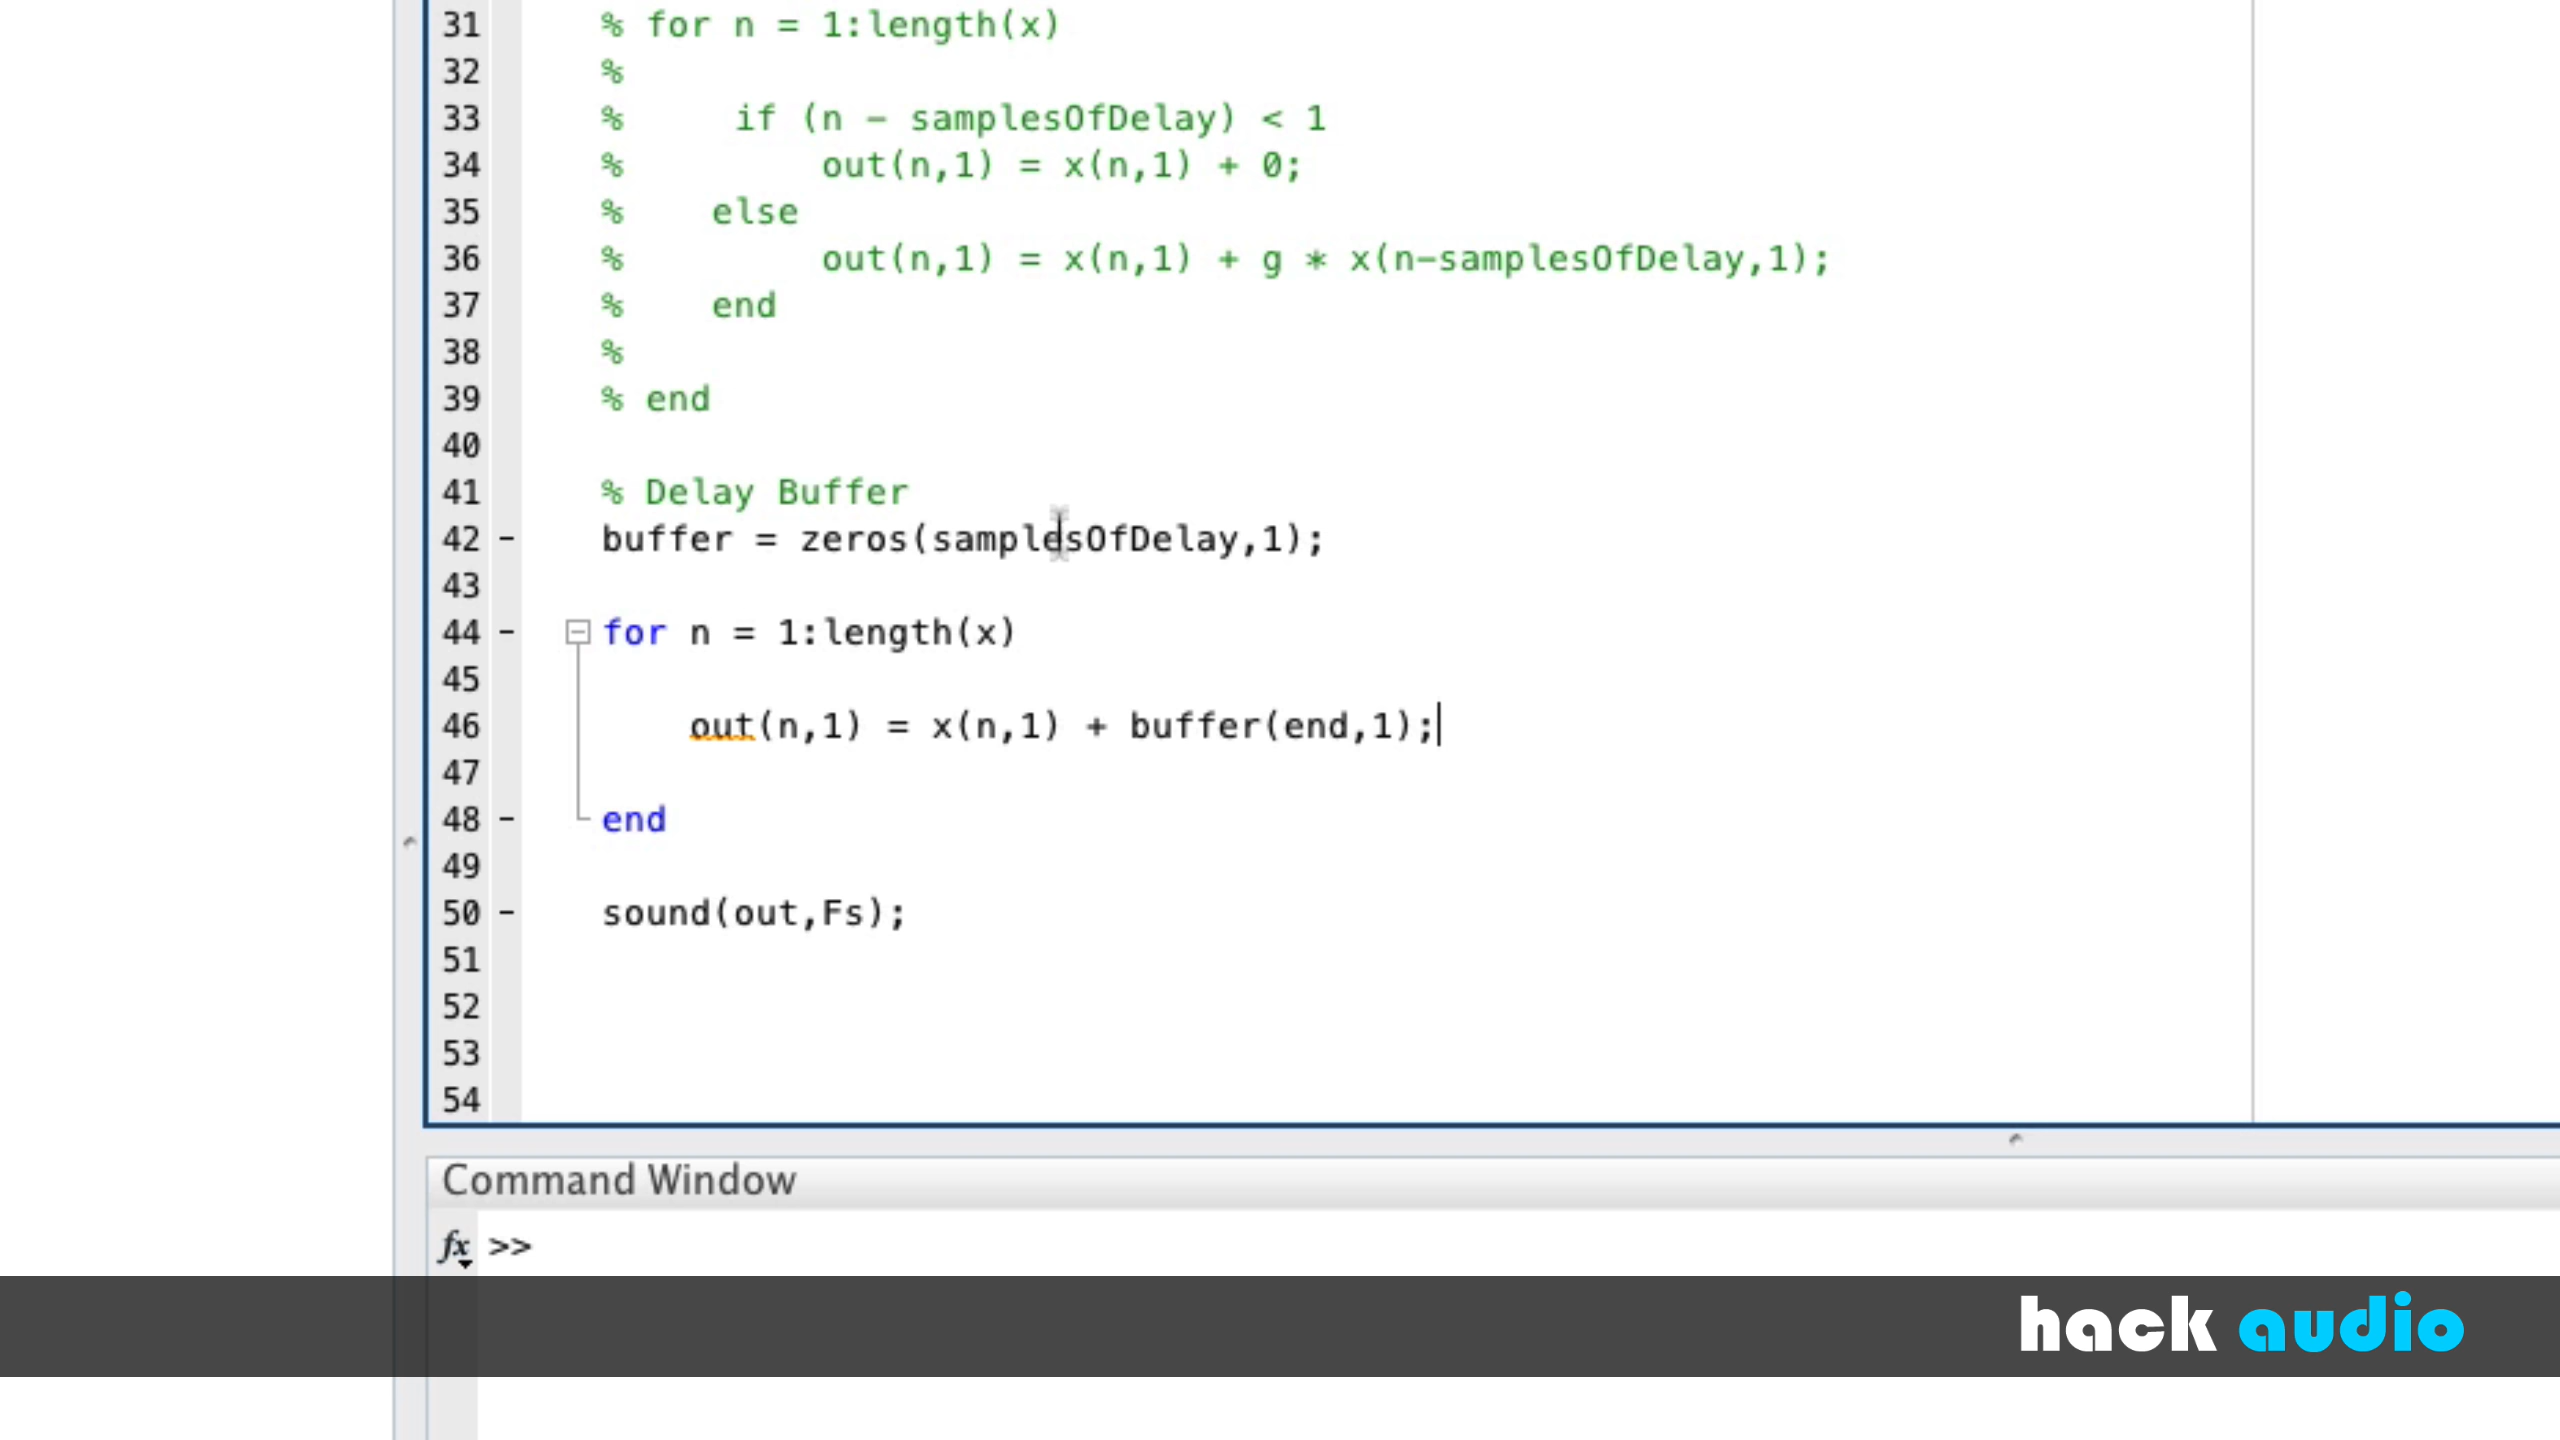 31 % for n = 1:length(x)
32 %
33 %     if (n - samplesOfDelay) < 1
34 %         out(n,1) = x(n,1) + 0;
35 %    else
36 %         out(n,1) = x(n,1) + g * x(n-samplesOfDelay,1);
37 %    end
38 %
39 % end
40
41 % Delay Buffer
42 - buffer = zeros(samplesOfDelay,1);
43
44 - for n = 1:length(x)
45
46     out(n,1) = x(n,1) + buffer(end,1);
47
48 - end
49
50 - sound(out,Fs);
51
52
53
54
Command Window
fx >>
hack audio